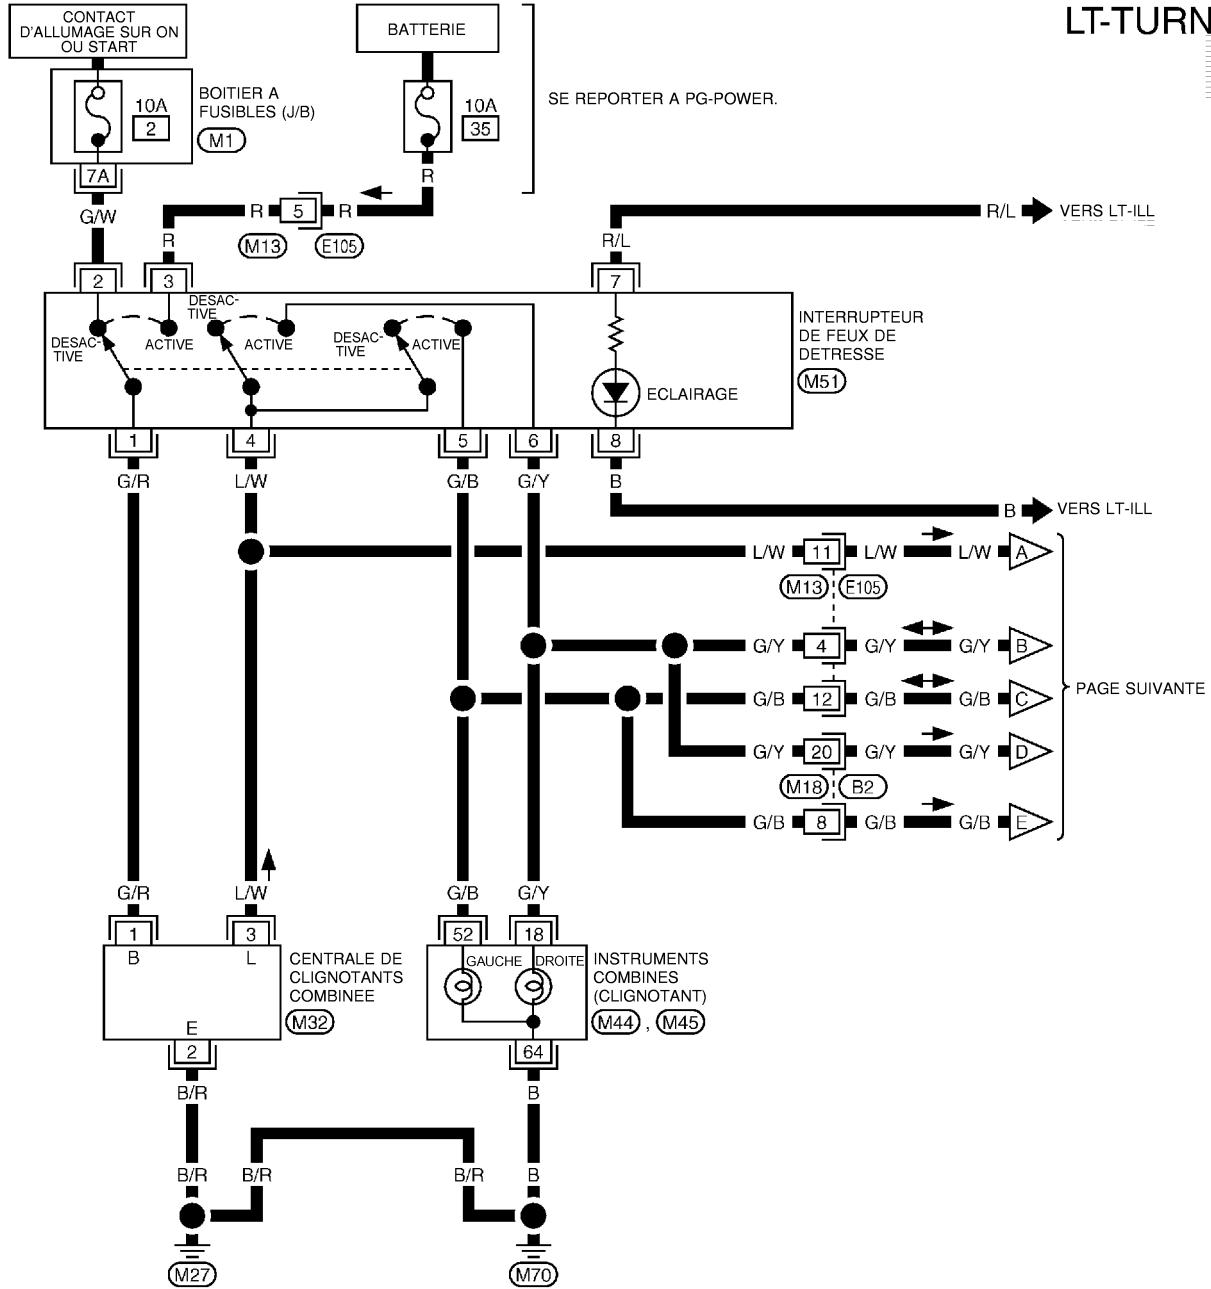 LT-TURN
CONTACT
D'ALLUMAGE SUR ON
OU START
BATTERIE
10A
2
BOITIER A
FUSIBLES (J/B)
M1
10A
35
SE REPORTER A PG-POWER.
7A
G/W
R
R
5
R
M13
E105
R
R/L
VERS LT-ILL
R/L
2
3
7
DESAC-
TIVE
ACTIVE
DESAC-
TIVE
ACTIVE
DESAC-
TIVE
ACTIVE
ECLAIRAGE
INTERRUPTEUR
DE FEUX DE
DETRESSE
M51
1
4
5
6
8
G/R
L/W
G/B
G/Y
B
B
VERS LT-ILL
L/W
11
L/W
L/W
A
M13
E105
G/Y
4
G/Y
G/Y
B
G/B
12
G/B
G/B
C
PAGE SUIVANTE
G/Y
20
G/Y
G/Y
D
M18
B2
G/B
8
G/B
G/B
E
G/R
L/W
G/B
G/Y
1
3
52
18
B
L
E
CENTRALE DE
CLIGNOTANTS
COMBINEE
M32
GAUCHE
DROITE
INSTRUMENTS
COMBINES
(CLIGNOTANT)
M44 , M45
2
64
B/R
B
B/R
B/R
B/R
B
M27
M70